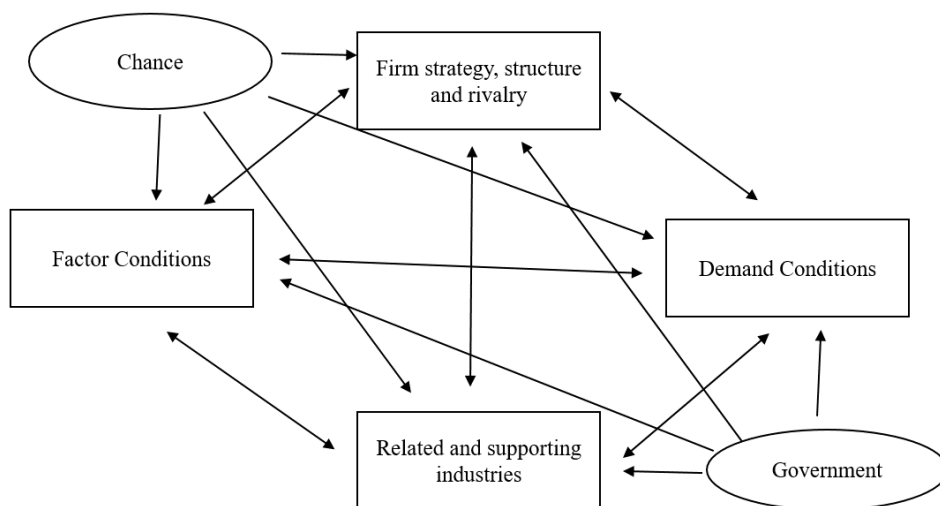 Chance
Firm strategy, structure
and rivalry
Factor Conditions
Demand Conditions
Related and supporting
industries
Government